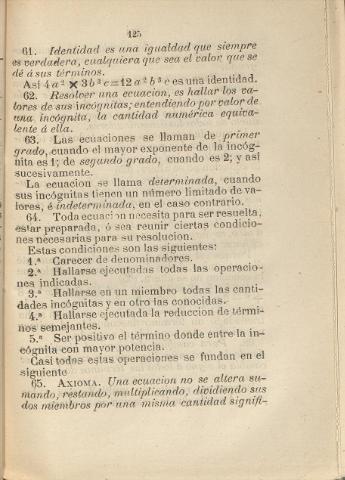 125
61. Identidad es una igualdad que siempre
es verdadera, cualquiera que sea el valor que se
dé á sus términos.
Así 4 a² × 3 b³ c = 12 a² b³ c es una identidad.
62. Resolver una ecuacion, es hallar los va-
lores de sus incógnitas; entendiendo por valor de
una incógnita, la cantidad numérica equiva-
lente á ella.
63. Las ecuaciones se llaman de primer
grado, cuando el mayor exponente de la incóg-
nita es 1; de segundo grado, cuando es 2; y así
sucesivamente.
La ecuacion se llama determinada, cuando
sus incógnitas tienen un número limitado de va-
lores, é indeterminada, en el caso contrario.
64. Toda ecuacion necesita para ser resuelta,
estar preparada, ó sea reunir ciertas condicio-
nes necesarias para su resolucion.
Estas condiciones son las siguientes:
1.ª Carecer de denominadores.
2.ª Hallarse ejecutadas todas las operacio-
nes indicadas.
3.ª Hallarse en un miembro todas las canti-
dades incógnitas y en otro las conocidas.
4.ª Hallarse ejecutada la reduccion de térmi-
nos semejantes.
5.ª Ser positivo el término donde entre la in-
cógnita con mayor potencia.
Casi todas estas operaciones se fundan en el
siguiente
65. AXIOMA. Una ecuacion no se altera su-
mando, restando, multiplicando, dividiendo sus
dos miembros por una misma cantidad signifi-